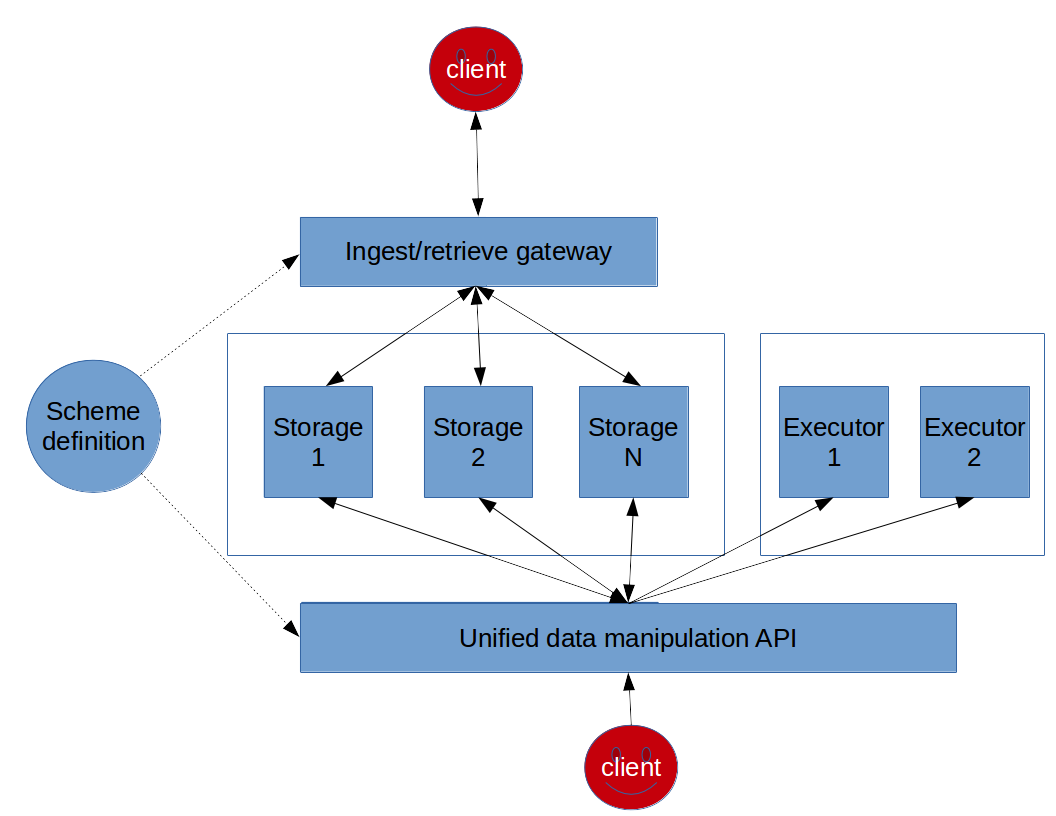 client
Ingest/retrieve gateway
Scheme
definition
Storage
1
Storage
2
Storage
N
Executor
1
Executor
2
Unified data manipulation API
client